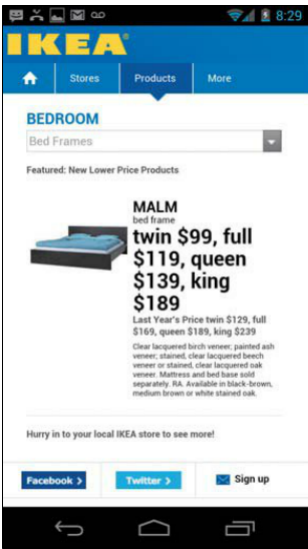 8:29
IKEA
Stores
Products
More
BEDROOM
Bed Frames
Featured: New Lower Price Products
MALM
bed frame
twin $99, full
$119, queen
$139, king
$189
Last Year's Price twin $129, full
$169, queen $189, king $239
Clear lacquered birch veneer, painted ash
veneer, stained, clear lacquered beech
veneer or stained, clear lacquered oak
veneer. Mattress and bed base sold
separately. RA. Available in black-brown,
medium brown or white stained oak.
Hurry in to your local IKEA store to see more!
Facebook >
Twitter >
Sign up